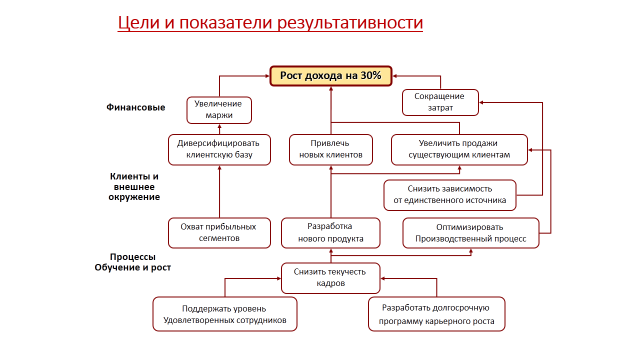 Цели и показатели результативности
Рост дохода на 30%
Финансовые
Увеличение
маржи
Сокращение
затрат
Диверсифицировать
клиентскую базу
Привлечь
новых клиентов
Увеличить продажи
существующим клиентам
Клиенты и
внешнее
окружение
Снизить зависимость
от единственного источника
Охват прибыльных
сегментов
Разработка
нового продукта
Оптимизировать
Производственный процесс
Процессы
Обучение и рост
Снизить текучесть
кадров
Поддержать уровень
Удовлетворенных сотрудников
Разработать долгосрочную
программу карьерного роста